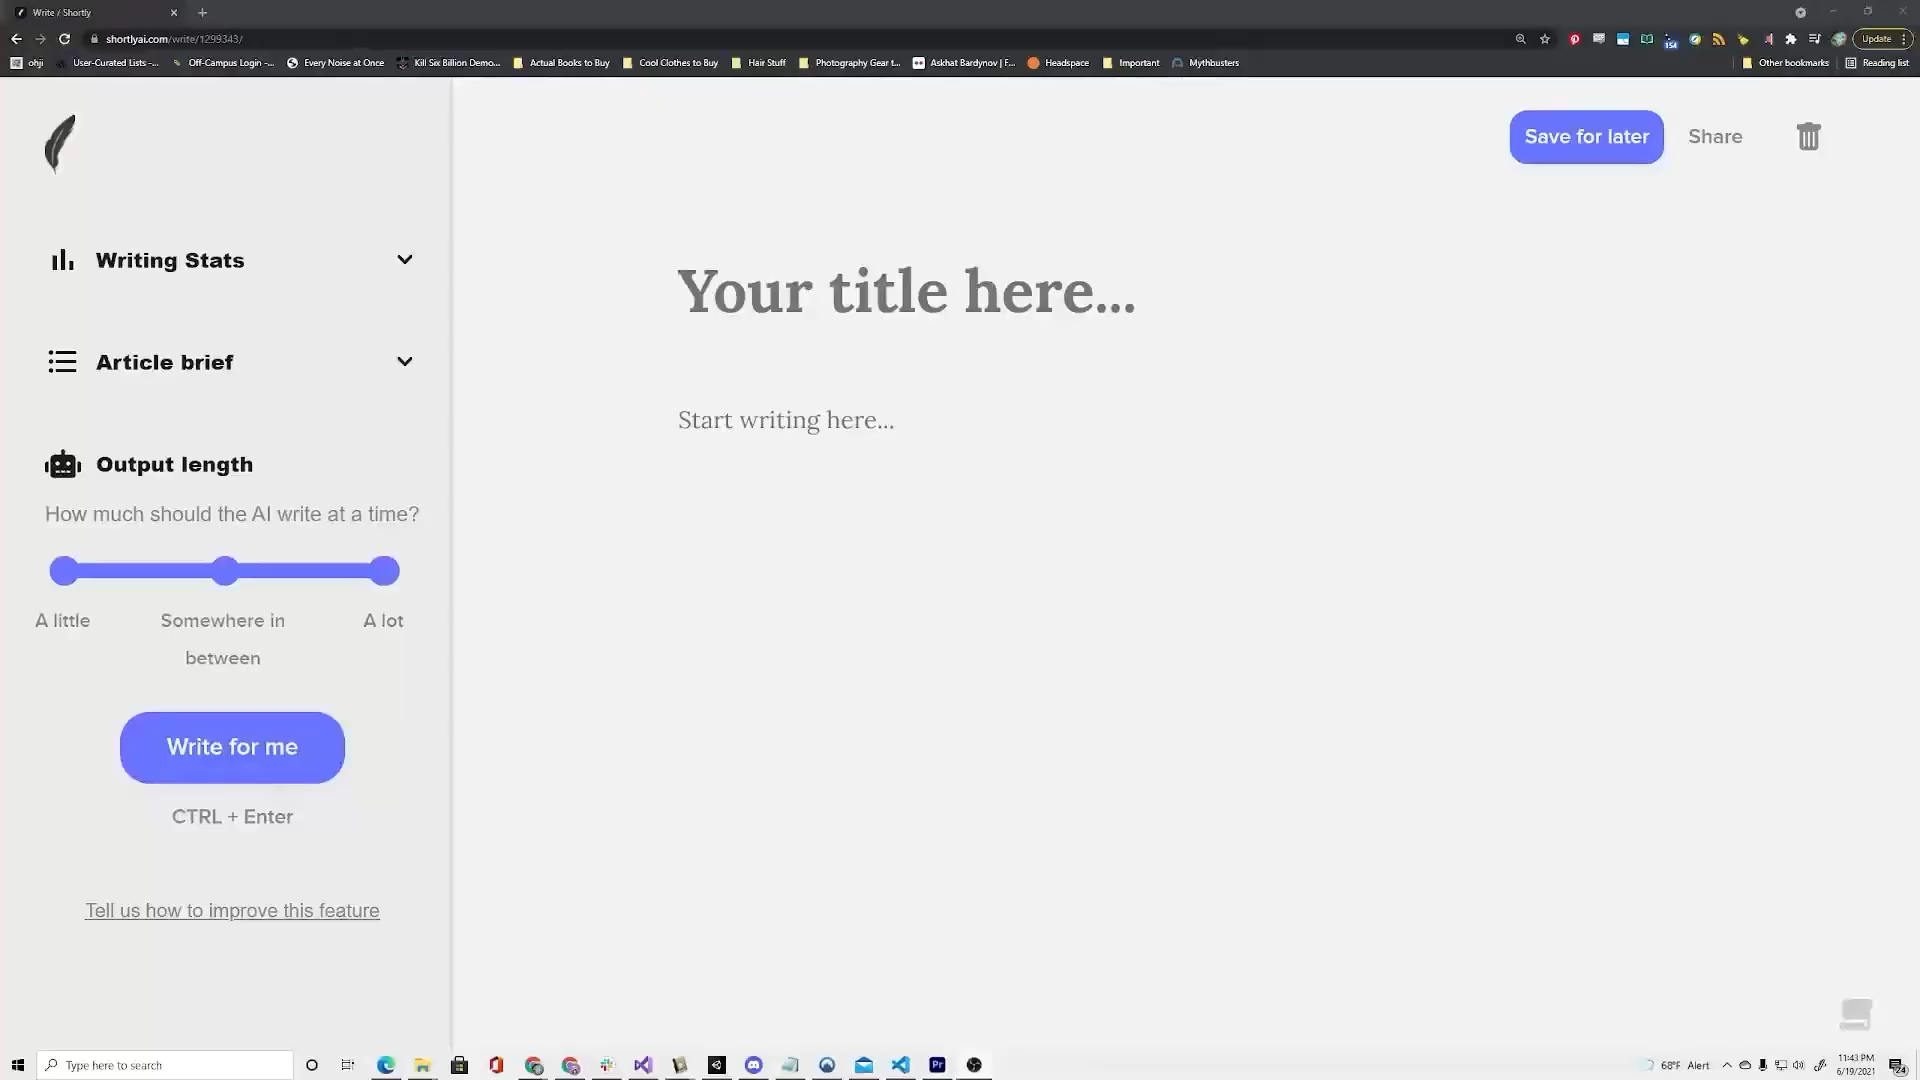 Write / Shortly
shortlyai.com/write/1299343/
Update
ohji
User-Curated Lists -...
Off-Campus Login -...
Every Noise at Once
Kill Six Billion Demo...
Actual Books to Buy
Cool Clothes to Buy
Hair Stuff
Photography Gear t...
Askhat Bardynov | F...
Headspace
Important
Mythbusters
Other bookmarks
Reading list
Save for later
Share
Writing Stats
Your title here...
Article brief
Start writing here...
Output length
How much should the AI write at a time?
A little
Somewhere in between
A lot
Write for me
CTRL + Enter
Tell us how to improve this feature
Type here to search
Pr
68°F Alert
11:43 PM
6/19/2021
24
154